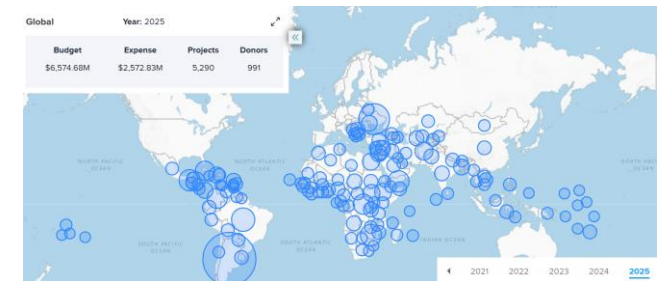 Global Year: 2025
Budget Expense Projects Donors
$6,574.68M $2,572.83M 5,290 991
NORTH PACIFIC
OCEAN
NORTH ATLANTIC
OCEAN
SOUTH PACIFIC
OCEAN
SOUTH ATLANTIC
OCEAN
INDIAN OCEAN
2021 2022 2023 2024 2025